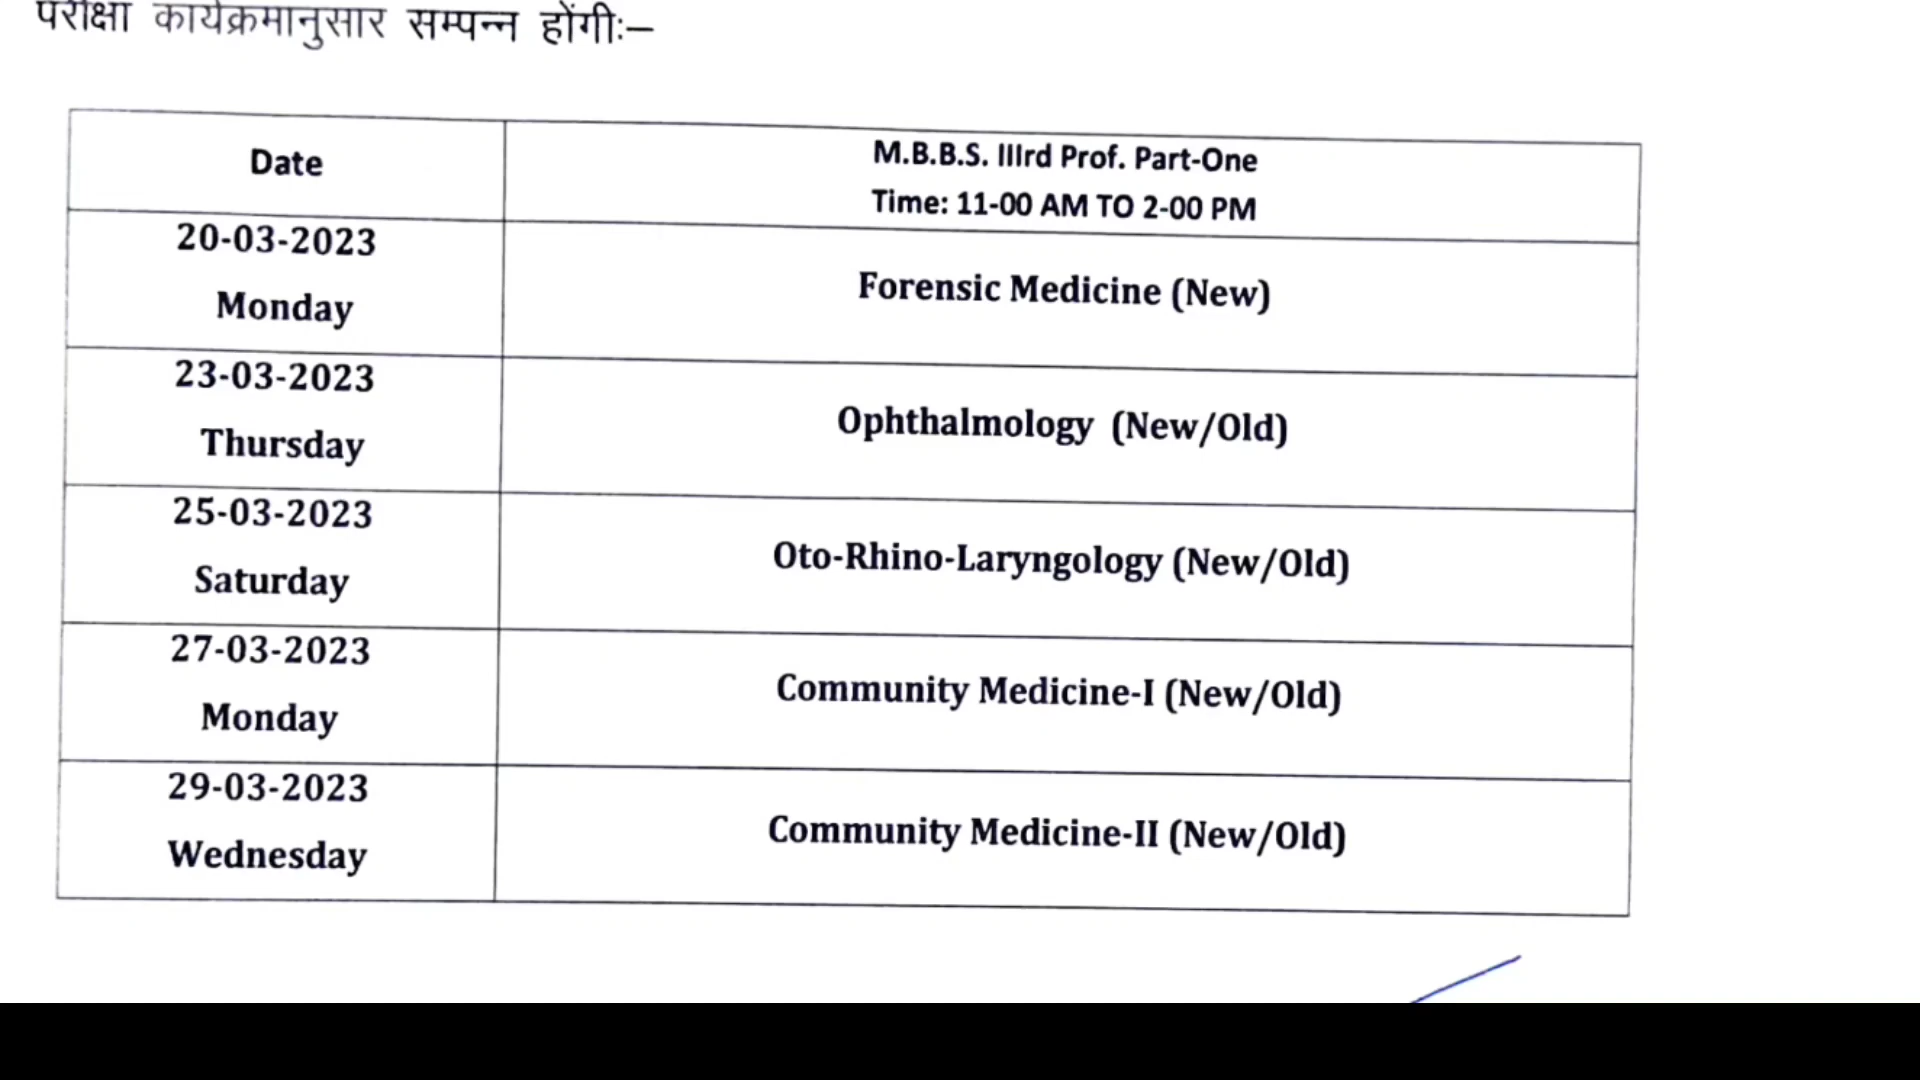 परीक्षा कार्यक्रमानुसार सम्पन्न होंगीः–
Date
M.B.B.S. IIIrd Prof. Part-One
Time: 11-00 AM TO 2-00 PM
20-03-2023
Monday
Forensic Medicine (New)
23-03-2023
Thursday
Ophthalmology (New/Old)
25-03-2023
Saturday
Oto-Rhino-Laryngology (New/Old)
27-03-2023
Monday
Community Medicine-I (New/Old)
29-03-2023
Wednesday
Community Medicine-II (New/Old)